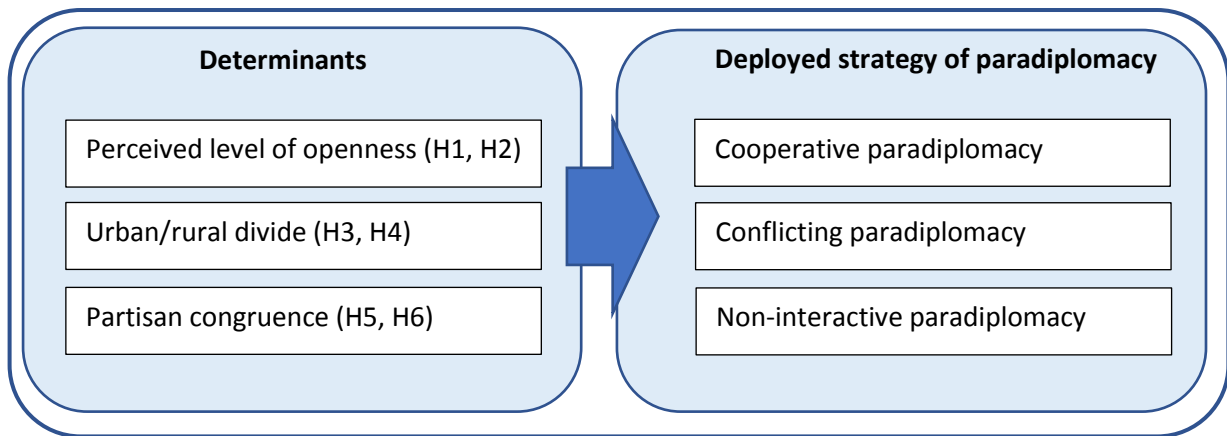 Determinants
Perceived level of openness (H1, H2)
Urban/rural divide (H3, H4)
Partisan congruence (H5, H6)
Deployed strategy of paradiplomacy
Cooperative paradiplomacy
Conflicting paradiplomacy
Non-interactive paradiplomacy